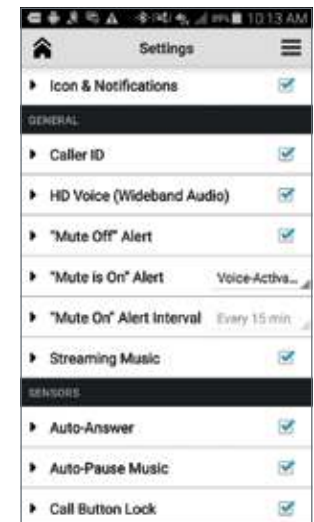 10:13 AM
Settings
Icon & Notifications
GENERAL
Caller ID
HD Voice (Wideband Audio)
"Mute Off" Alert
"Mute is On" Alert Voice-Activa...
"Mute On" Alert Interval Every 15 min
Streaming Music
SENSORS
Auto-Answer
Auto-Pause Music
Call Button Lock